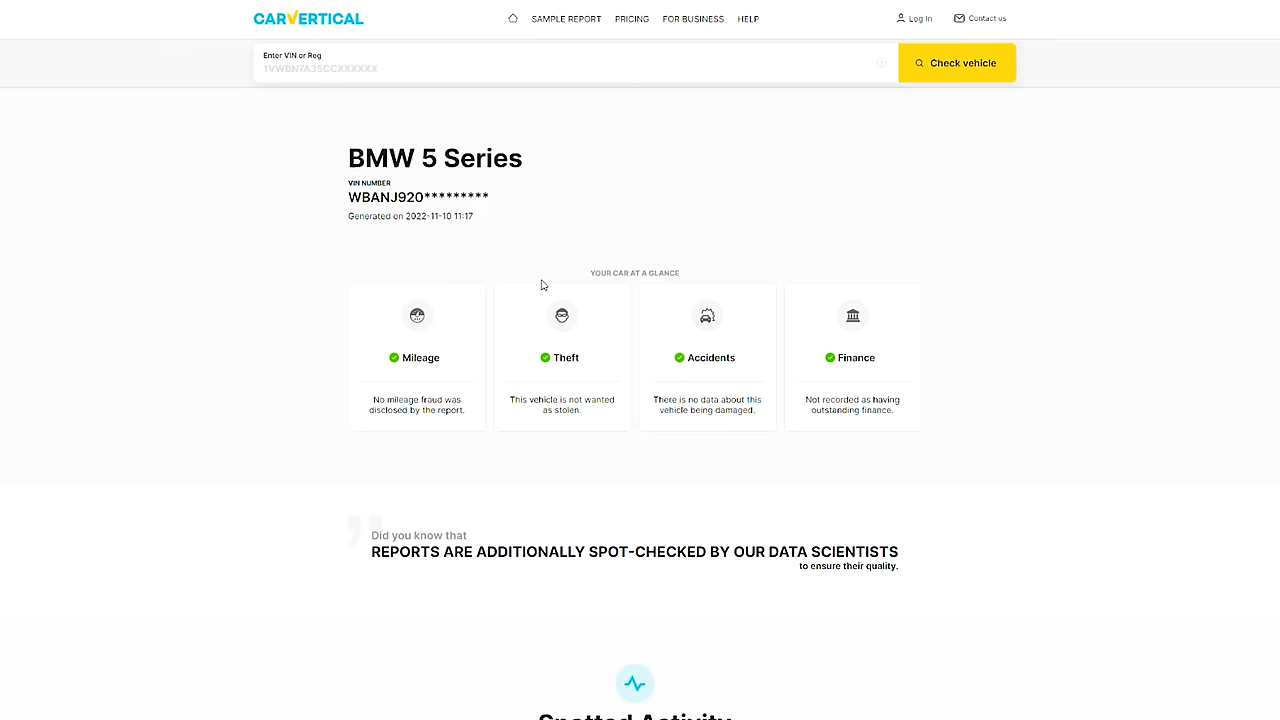 CARVERTICAL
SAMPLE REPORT
PRICING
FOR BUSINESS
HELP
Log In
Contact us
Enter VIN or Reg
1VWBN7A35CCXXXXXX
Check vehicle
BMW 5 Series
VIN NUMBER
WBANJ920*********
Generated on 2022-11-10 11:17
YOUR CAR AT A GLANCE
Mileage
No mileage fraud was
disclosed by the report.
Theft
This vehicle is not wanted
as stolen.
Accidents
There is no data about this
vehicle being damaged.
Finance
Not recorded as having
outstanding finance.
Did you know that
REPORTS ARE ADDITIONALLY SPOT-CHECKED BY OUR DATA SCIENTISTS
to ensure their quality.
Spotted Activity